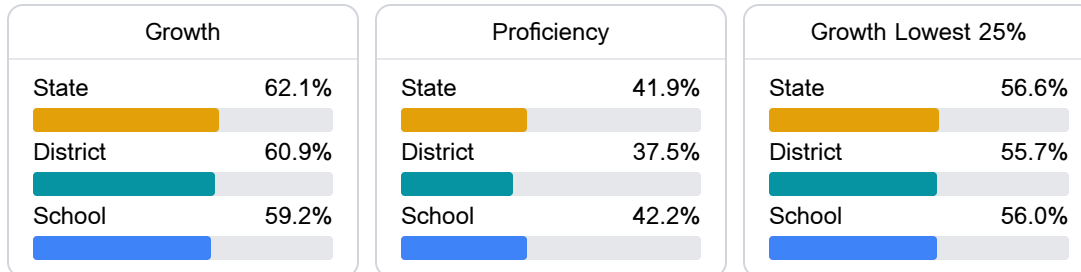 Growth
State 62.1%
District 60.9%
School 59.2%
Proficiency
State 41.9%
District 37.5%
School 42.2%
Growth Lowest 25%
State 56.6%
District 55.7%
School 56.0%